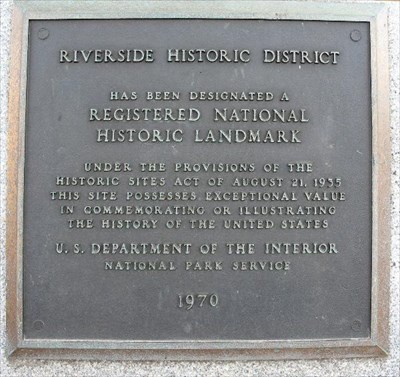 RIVERSIDE HISTORIC DISTRICT
HAS BEEN DESIGNATED A
REGISTERED NATIONAL
HISTORIC LANDMARK
UNDER THE PROVISIONS OF THE
HISTORIC SITES ACT OF AUGUST 21, 1935
THIS SITE POSSESSES EXCEPTIONAL VALUE
IN COMMEMORATING OR ILLUSTRATING
THE HISTORY OF THE UNITED STATES
U. S. DEPARTMENT OF THE INTERIOR
NATIONAL PARK SERVICE
1970